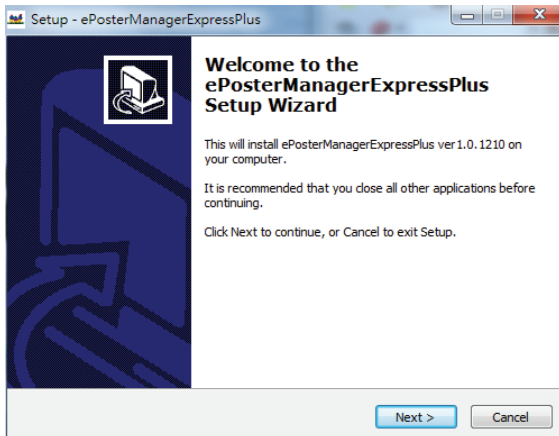 Setup - ePosterManagerExpressPlus
Welcome to the
ePosterManagerExpressPlus
Setup Wizard
This will install ePosterManagerExpressPlus ver1.0.1210 on
your computer.
It is recommended that you close all other applications before
continuing.
Click Next to continue, or Cancel to exit Setup.
Next >
Cancel